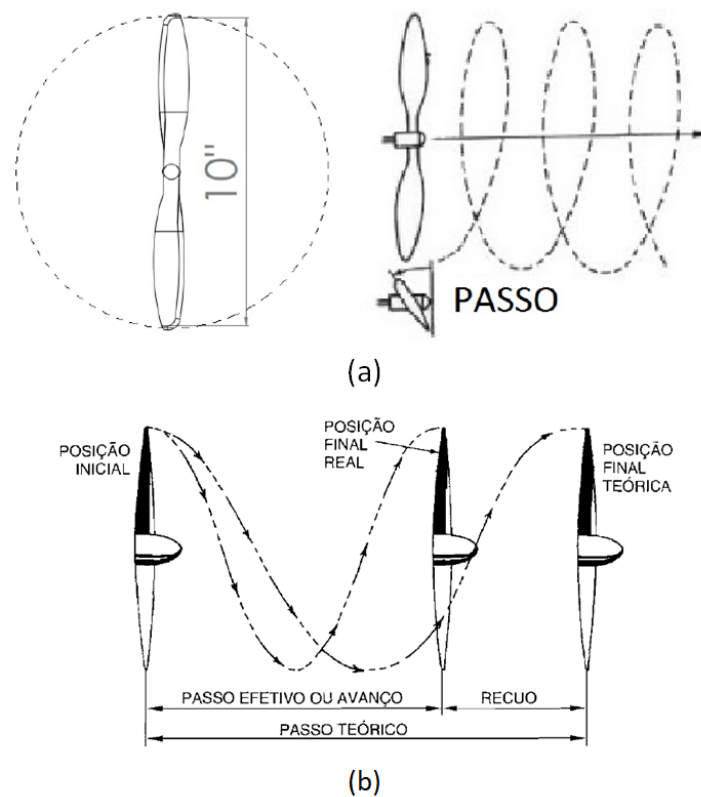 10"
PASSO
(a)
POSIÇÃO
INICIAL
POSIÇÃO
FINAL
REAL
POSIÇÃO
FINAL
TEÓRICA
PASSO EFETIVO OU AVANÇO
RECUO
PASSO TEÓRICO
(b)